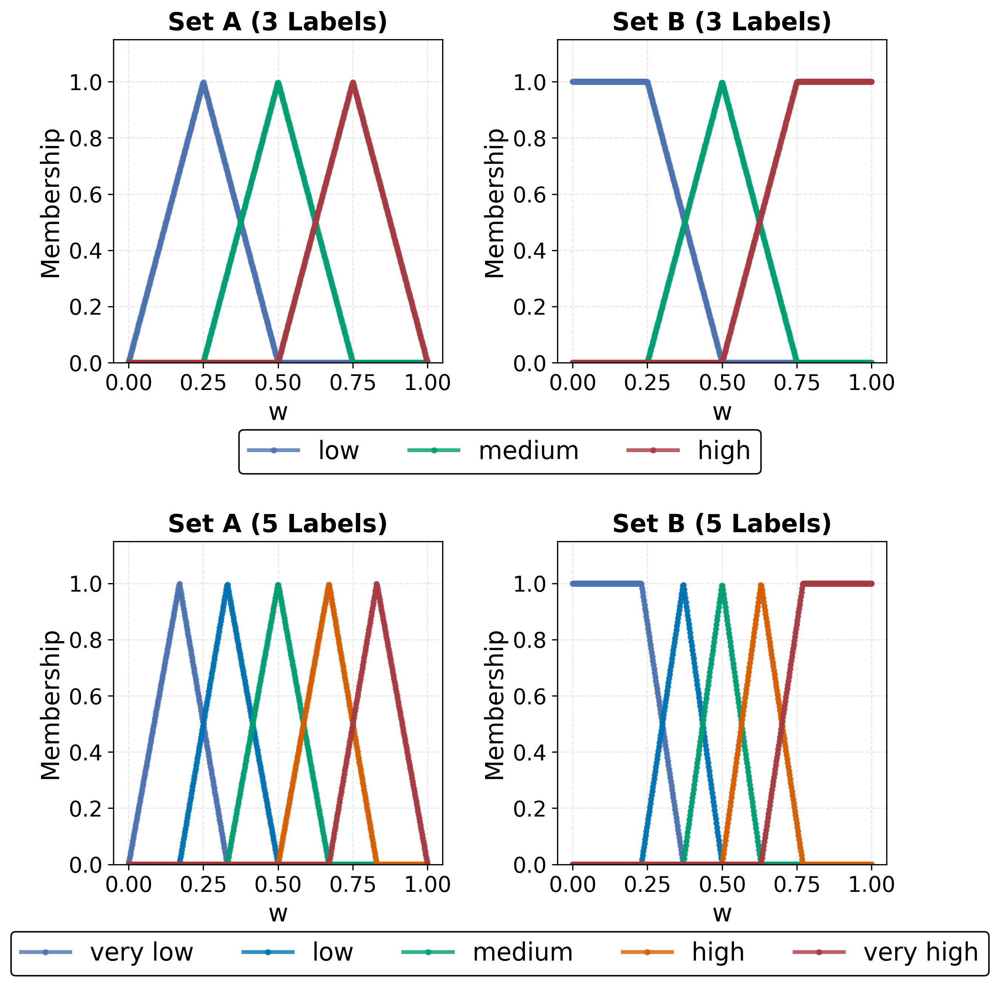 Set A (3 Labels)
Set B (3 Labels)
Membership
1.0
0.8
0.6
0.4
0.2
0.0
0.00 0.25 0.50 0.75 1.00
w
Membership
1.0
0.8
0.6
0.4
0.2
0.0
0.00 0.25 0.50 0.75 1.00
w
low medium high
Set A (5 Labels)
Set B (5 Labels)
Membership
1.0
0.8
0.6
0.4
0.2
0.0
0.00 0.25 0.50 0.75 1.00
w
Membership
1.0
0.8
0.6
0.4
0.2
0.0
0.00 0.25 0.50 0.75 1.00
w
very low low medium high very high